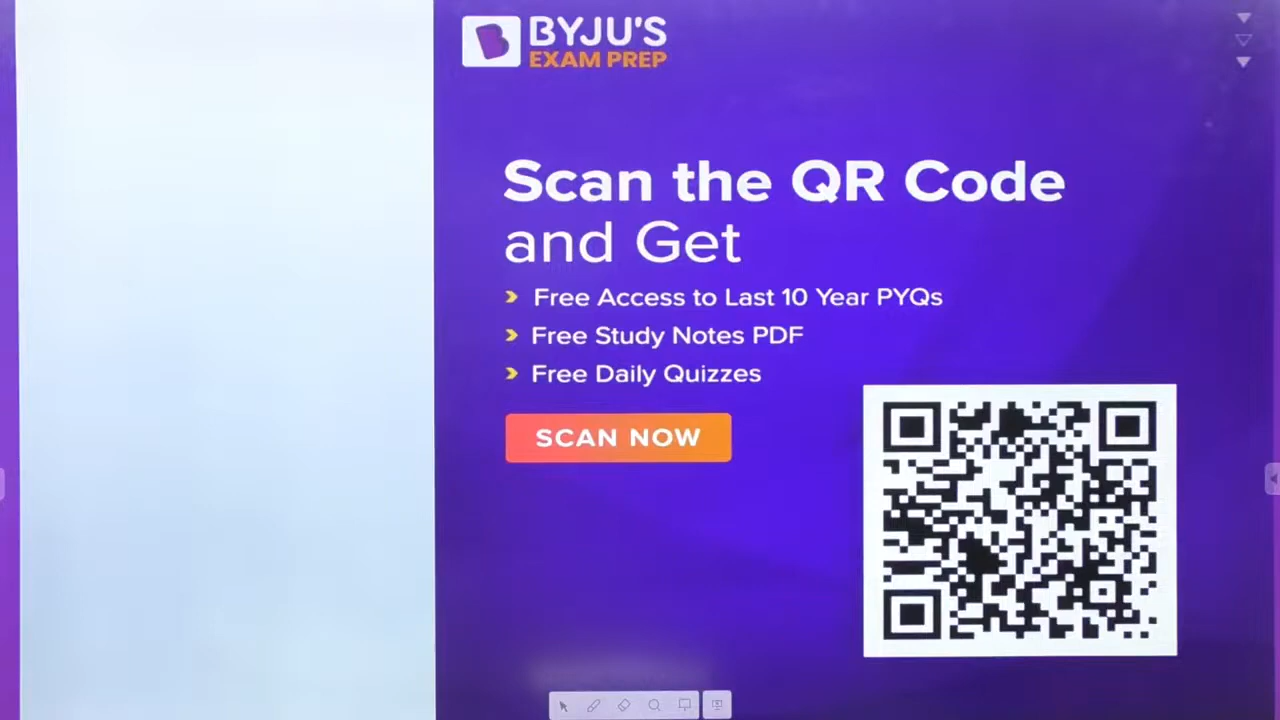 BYJU'S
EXAM PREP
Scan the QR Code
and Get
Free Access to Last 10 Year PYQs
Free Study Notes PDF
Free Daily Quizzes
SCAN NOW